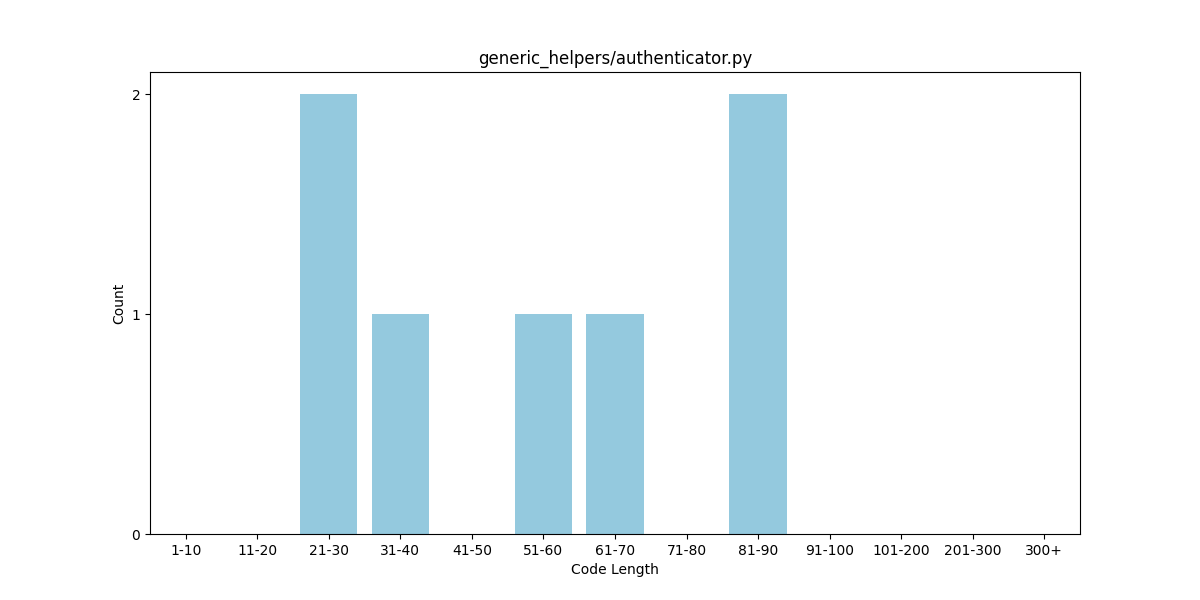 generic_helpers/authenticator.py
2
1
0
Count
1-10 11-20 21-30 31-40 41-50 51-60 61-70 71-80 81-90 91-100 101-200 201-300 300+
Code Length